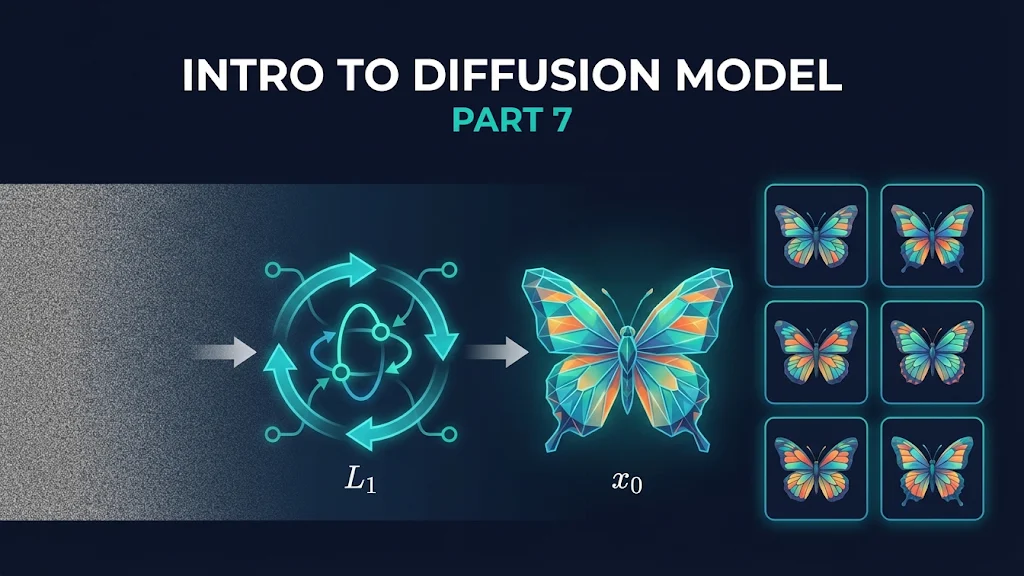 INTRO TO DIFFUSION MODEL
PART 7
L₁
x₀